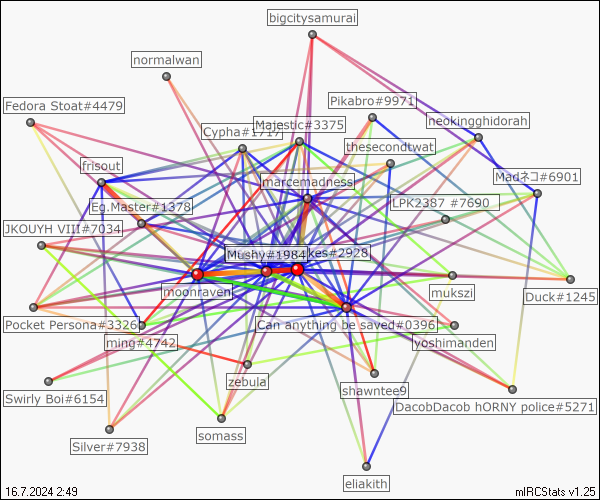 bigcitysamurai
normalwan
Fedora Stoat#4479
Pikabro#9971
Cypha#1717
Majestic#3375
neokingghidorah
thesecondtwat
frisout
marcemadness
Madネコ#6901
Eg.Master#1378
LPK2387 #7690
JKOUYH VIII#7034
Mushy#1984
kes#2928
moonraven
mukszi
Duck#1245
Pocket Persona#3326
Can anything be saved#0396
ming#4742
yoshimanden
zebula
shawntee9
Swirly Boi#6154
DacobDacob hORNY police#5271
somass
Silver#7938
eliakith
16.7.2024 2:49
mIRCStats v1.25